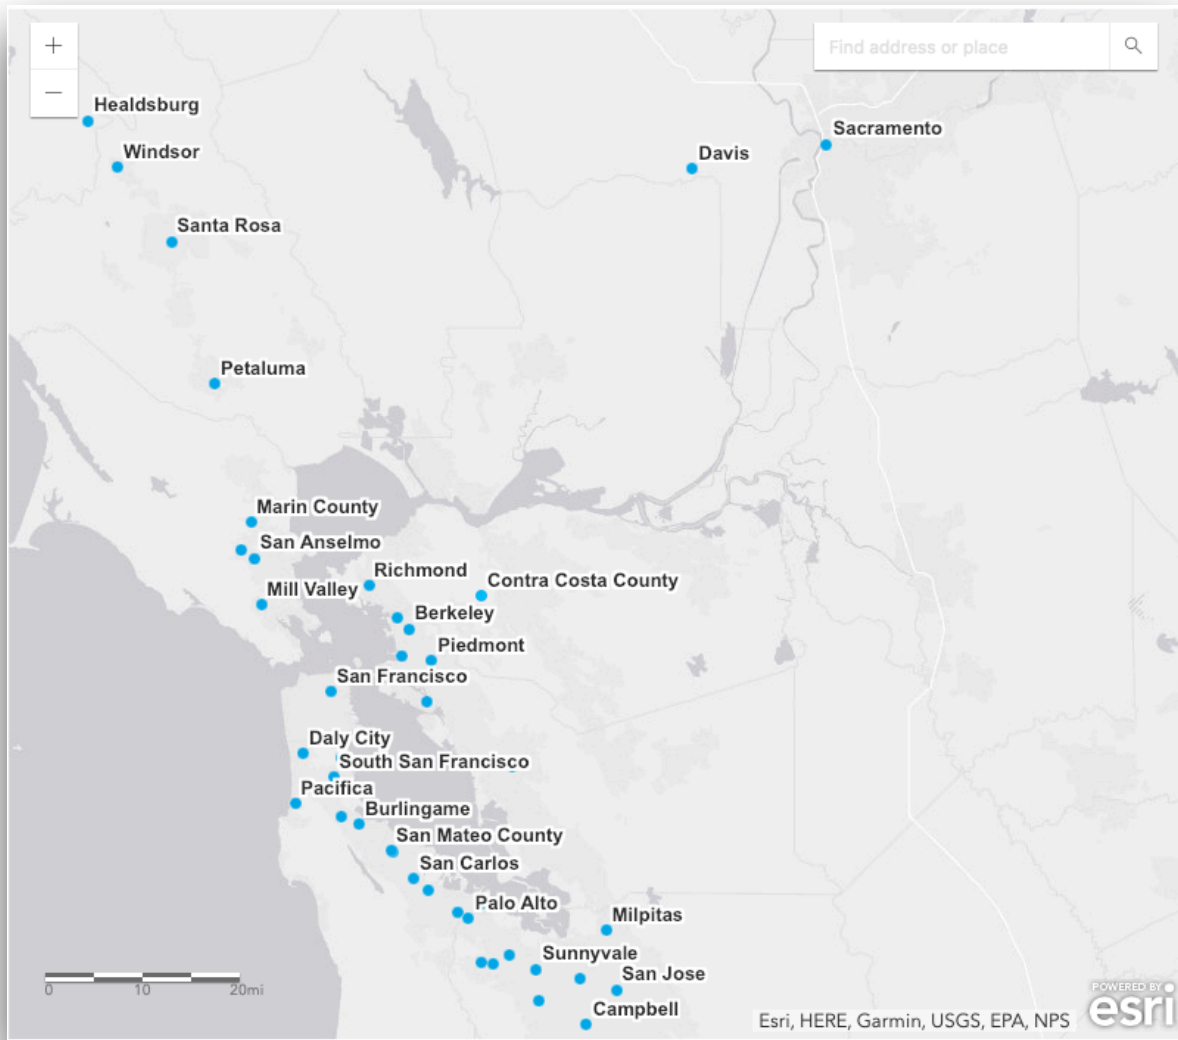 +
Find address or place
−
Healdsburg
Sacramento
Windsor
Davis
Santa Rosa
Petaluma
Marin County
San Anselmo
Richmond
Contra Costa County
Mill Valley
Berkeley
Piedmont
San Francisco
Daly City
South San Francisco
Pacifica
Burlingame
San Mateo County
San Carlos
Palo Alto
Milpitas
Sunnyvale
San Jose
Campbell
0 10 20mi
POWERED BY
esri
Esri, HERE, Garmin, USGS, EPA, NPS